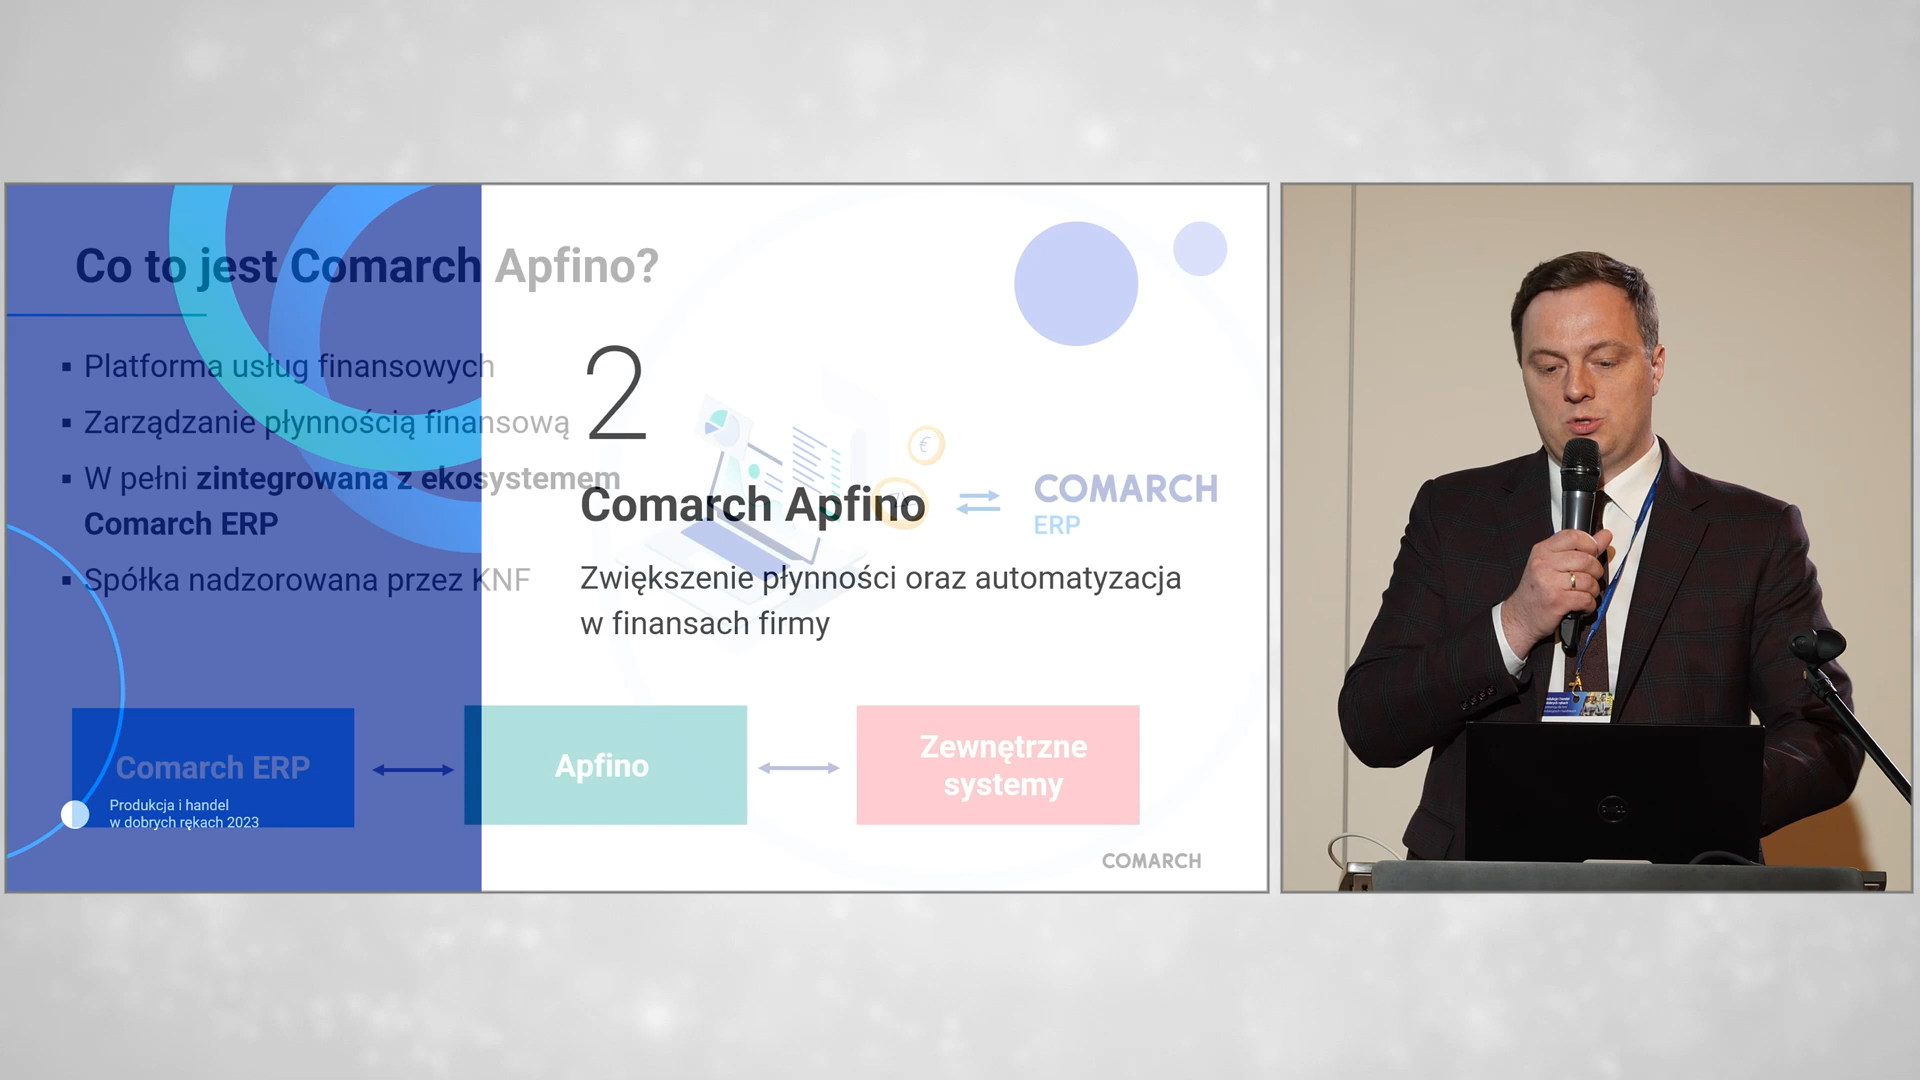 Co to jest Comarch Apfino?
Platforma usług finansowych
Zarządzanie płynnością finansową
W pełni zintegrowana z ekosystemem
Comarch ERP
Spółka nadzorowana przez KNF
2
Comarch Apfino
Zwiększenie płynności oraz automatyzacja
w finansach firmy
COMARCH
ERP
Comarch ERP
Apfino
Zewnętrzne
systemy
Produkcja i handel
w dobrych rękach 2023
COMARCH
DELL